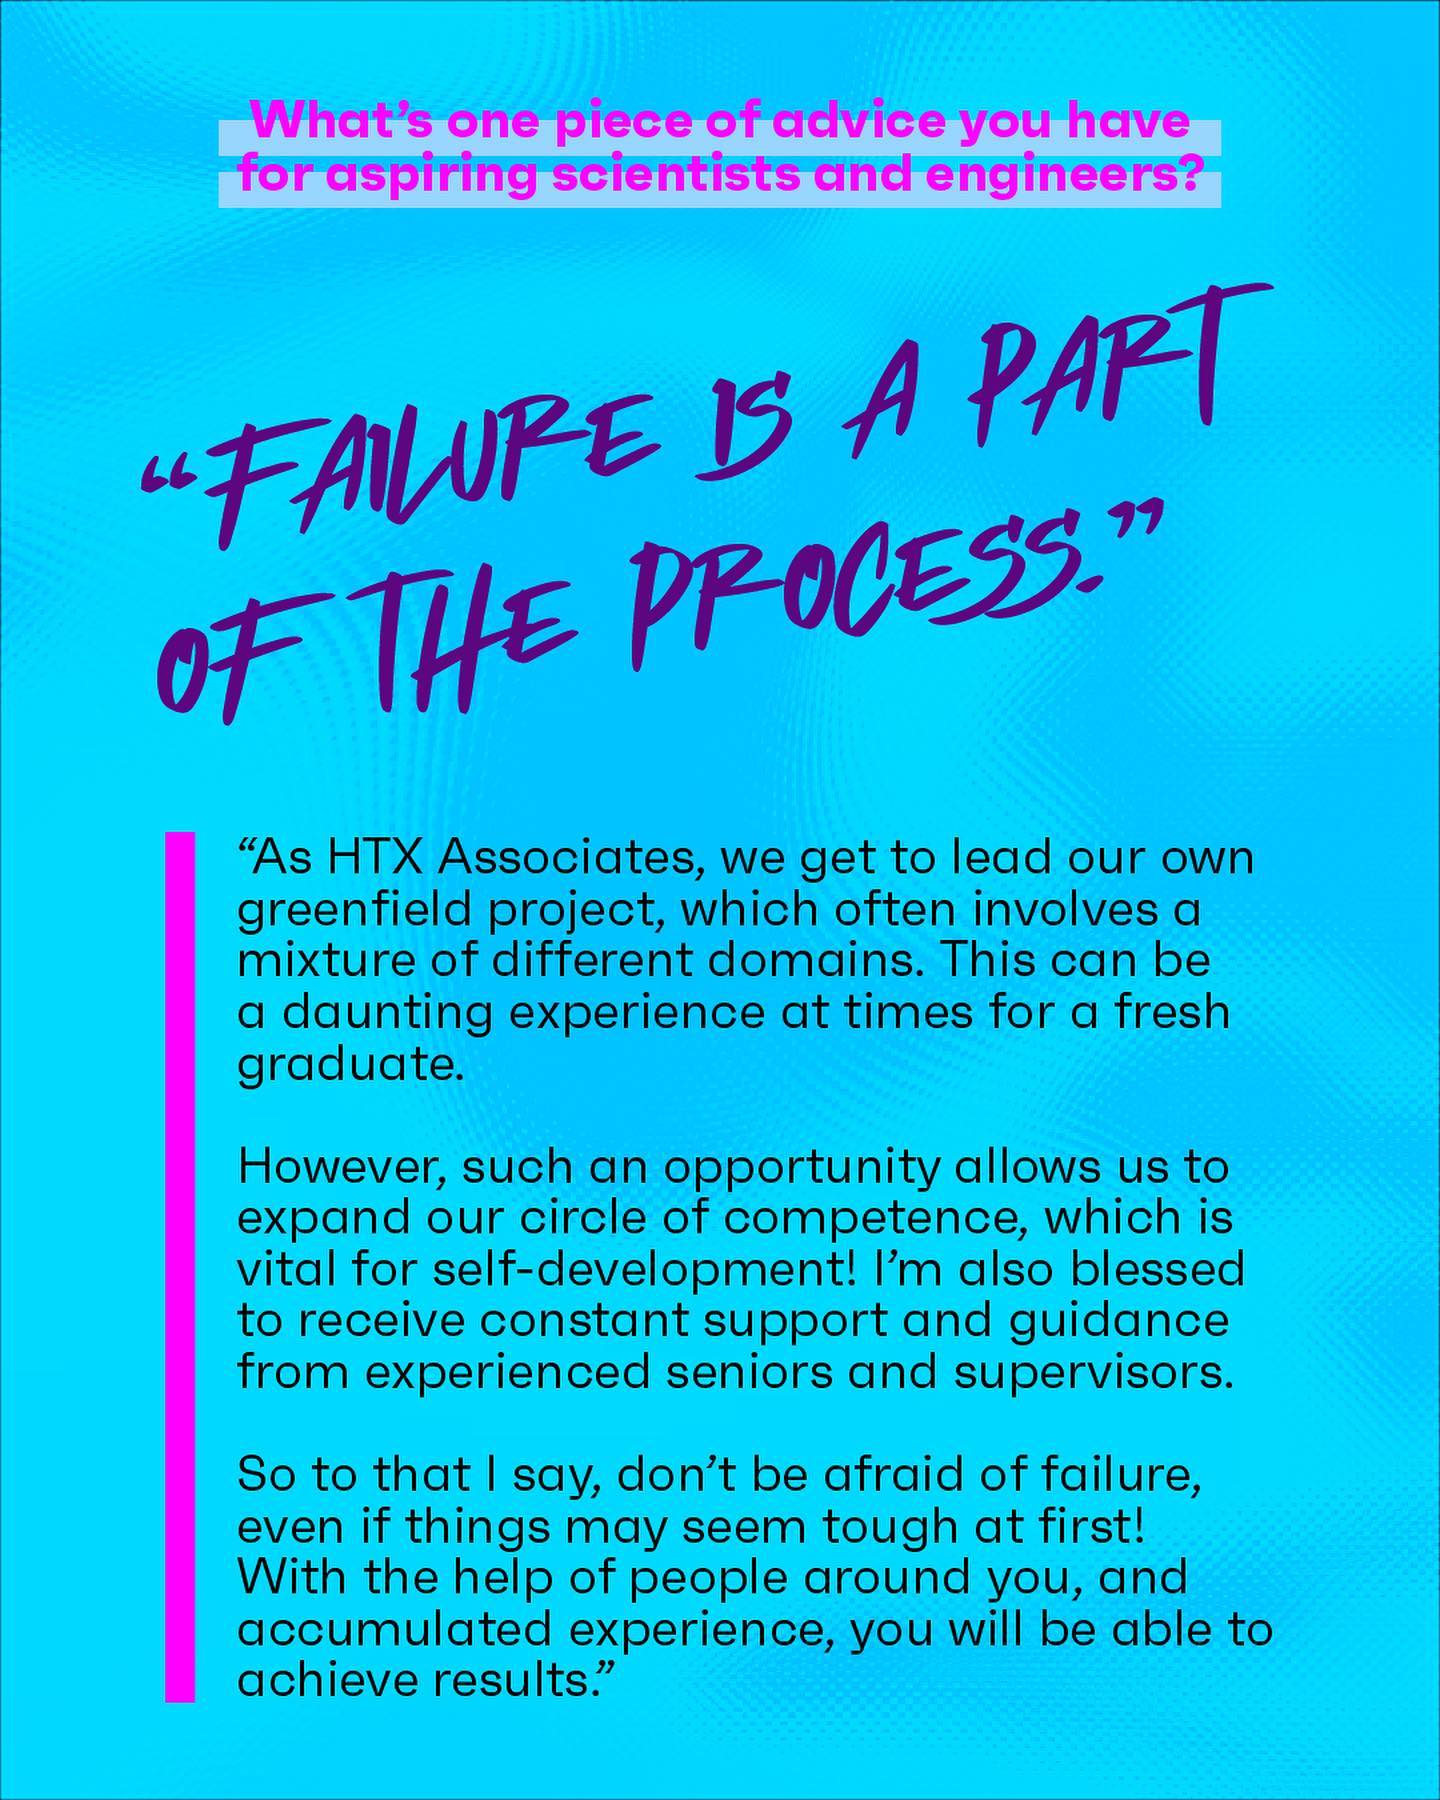 What’s one piece of advice you have
for aspiring scientists and engineers?
“FAILURE IS A PART
OF THE PROCESS.”
“As HTX Associates, we get to lead our own
greenfield project, which often involves a
mixture of different domains. This can be
a daunting experience at times for a fresh
graduate.
However, such an opportunity allows us to
expand our circle of competence, which is
vital for self-development! I’m also blessed
to receive constant support and guidance
from experienced seniors and supervisors.
So to that I say, don’t be afraid of failure,
even if things may seem tough at first!
With the help of people around you, and
accumulated experience, you will be able to
achieve results.”